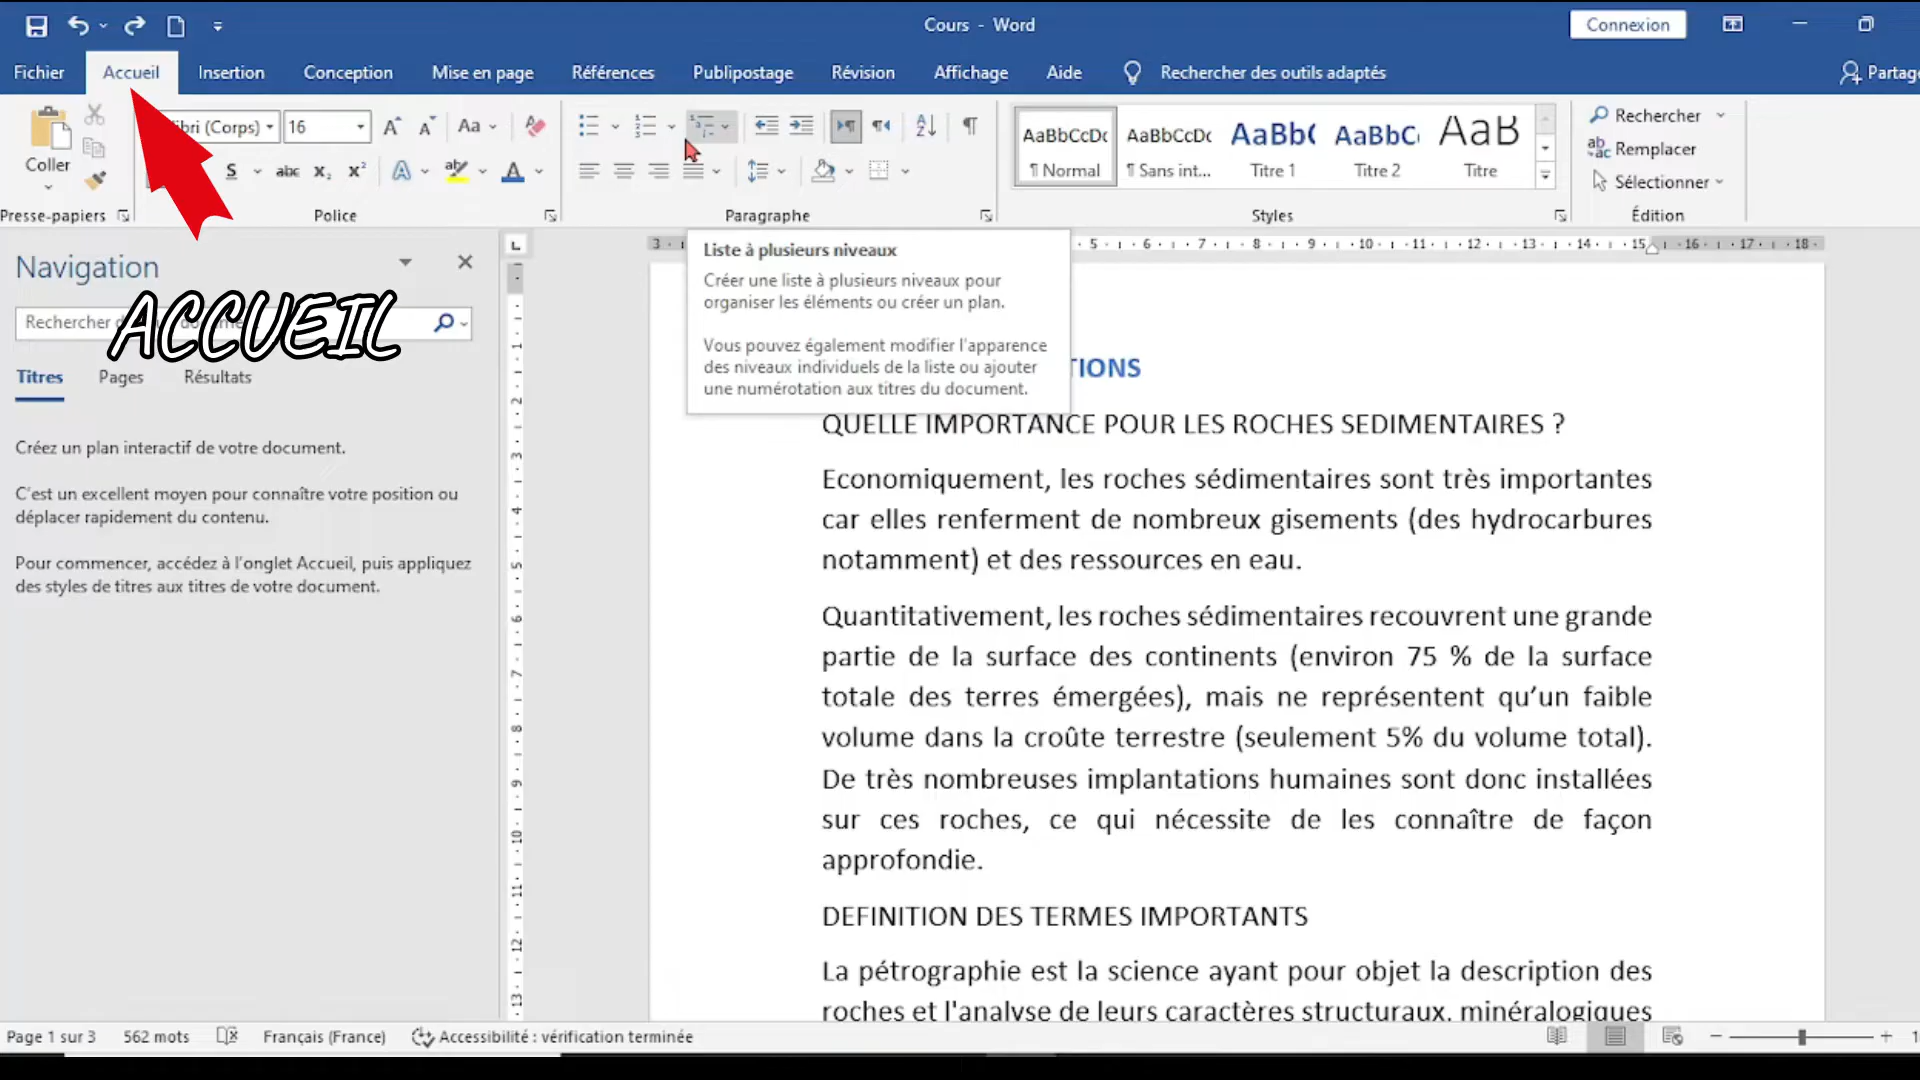 Cours - Word
Connexion
Fichier
Accueil
Insertion
Conception
Mise en page
Références
Publipostage
Révision
Affichage
Aide
Rechercher des outils adaptés
Coller
(Corps)
16
Aa
S
abc
x₂
x²
Presse-papiers
Police
Paragraphe
AaBbCcDc
¶ Normal
AaBbCcDc
¶ Sans int...
AaBb(
Titre 1
AaBbC(
Titre 2
AaB
Titre
Styles
Rechercher
Remplacer
Sélectionner
Édition
Navigation
ACCUEIL
Rechercher
Titres
Pages
Résultats
Créez un plan interactif de votre document.
C'est un excellent moyen pour connaître votre position ou
déplacer rapidement du contenu.
Pour commencer, accédez à l'onglet Accueil, puis appliquez
des styles de titres aux titres de votre document.
Liste à plusieurs niveaux
Créer une liste à plusieurs niveaux pour
organiser les éléments ou créer un plan.
Vous pouvez également modifier l'apparence
des niveaux individuels de la liste ou ajouter
une numérotation aux titres du document.
TIONS
QUELLE IMPORTANCE POUR LES ROCHES SEDIMENTAIRES ?
Economiquement, les roches sédimentaires sont très importantes
car elles renferment de nombreux gisements (des hydrocarbures
notamment) et des ressources en eau.
Quantitativement, les roches sédimentaires recouvrent une grande
partie de la surface des continents (environ 75 % de la surface
totale des terres émergées), mais ne représentent qu'un faible
volume dans la croûte terrestre (seulement 5% du volume total).
De très nombreuses implantations humaines sont donc installées
sur ces roches, ce qui nécessite de les connaître de façon
approfondie.
DEFINITION DES TERMES IMPORTANTS
La pétrographie est la science ayant pour objet la description des
roches et l'analyse de leurs caractères structuraux, minéralogiques
Page 1 sur 3
562 mots
Français (France)
Accessibilité : vérification terminée